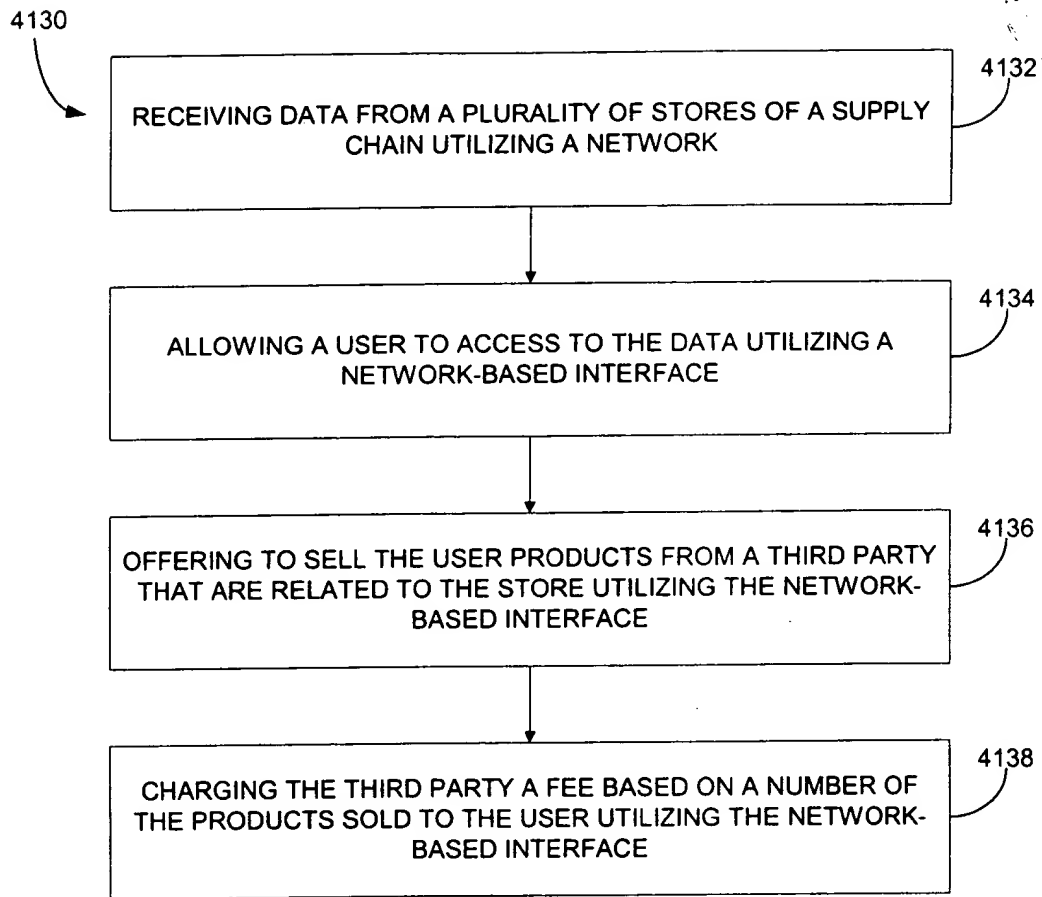 4130
4132
RECEIVING DATA FROM A PLURALITY OF STORES OF A SUPPLY
CHAIN UTILIZING A NETWORK
4134
ALLOWING A USER TO ACCESS TO THE DATA UTILIZING A
NETWORK-BASED INTERFACE
4136
OFFERING TO SELL THE USER PRODUCTS FROM A THIRD PARTY
THAT ARE RELATED TO THE STORE UTILIZING THE NETWORK-
BASED INTERFACE
4138
CHARGING THE THIRD PARTY A FEE BASED ON A NUMBER OF
THE PRODUCTS SOLD TO THE USER UTILIZING THE NETWORK-
BASED INTERFACE